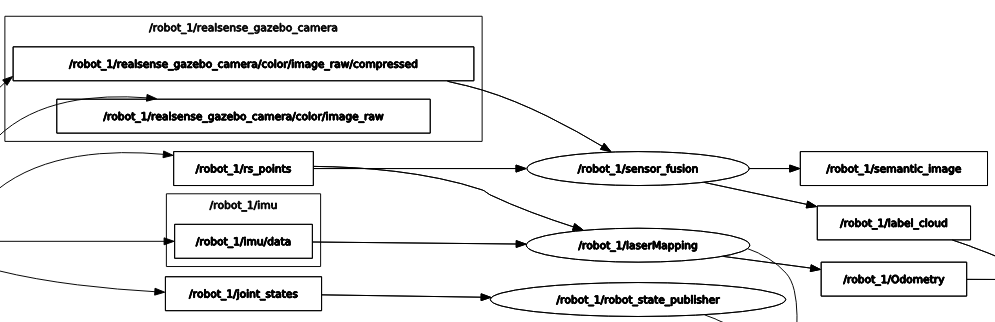 /robot_1/realsense_gazebo_camera
/robot_1/realsense_gazebo_camera/color/image_raw/compressed
/robot_1/realsense_gazebo_camera/color/image_raw
/robot_1/rs_points
/robot_1/sensor_fusion
/robot_1/semantic_image
/robot_1/imu
/robot_1/label_cloud
/robot_1/imu/data
/robot_1/laserMapping
/robot_1/Odometry
/robot_1/joint_states
/robot_1/robot_state_publisher